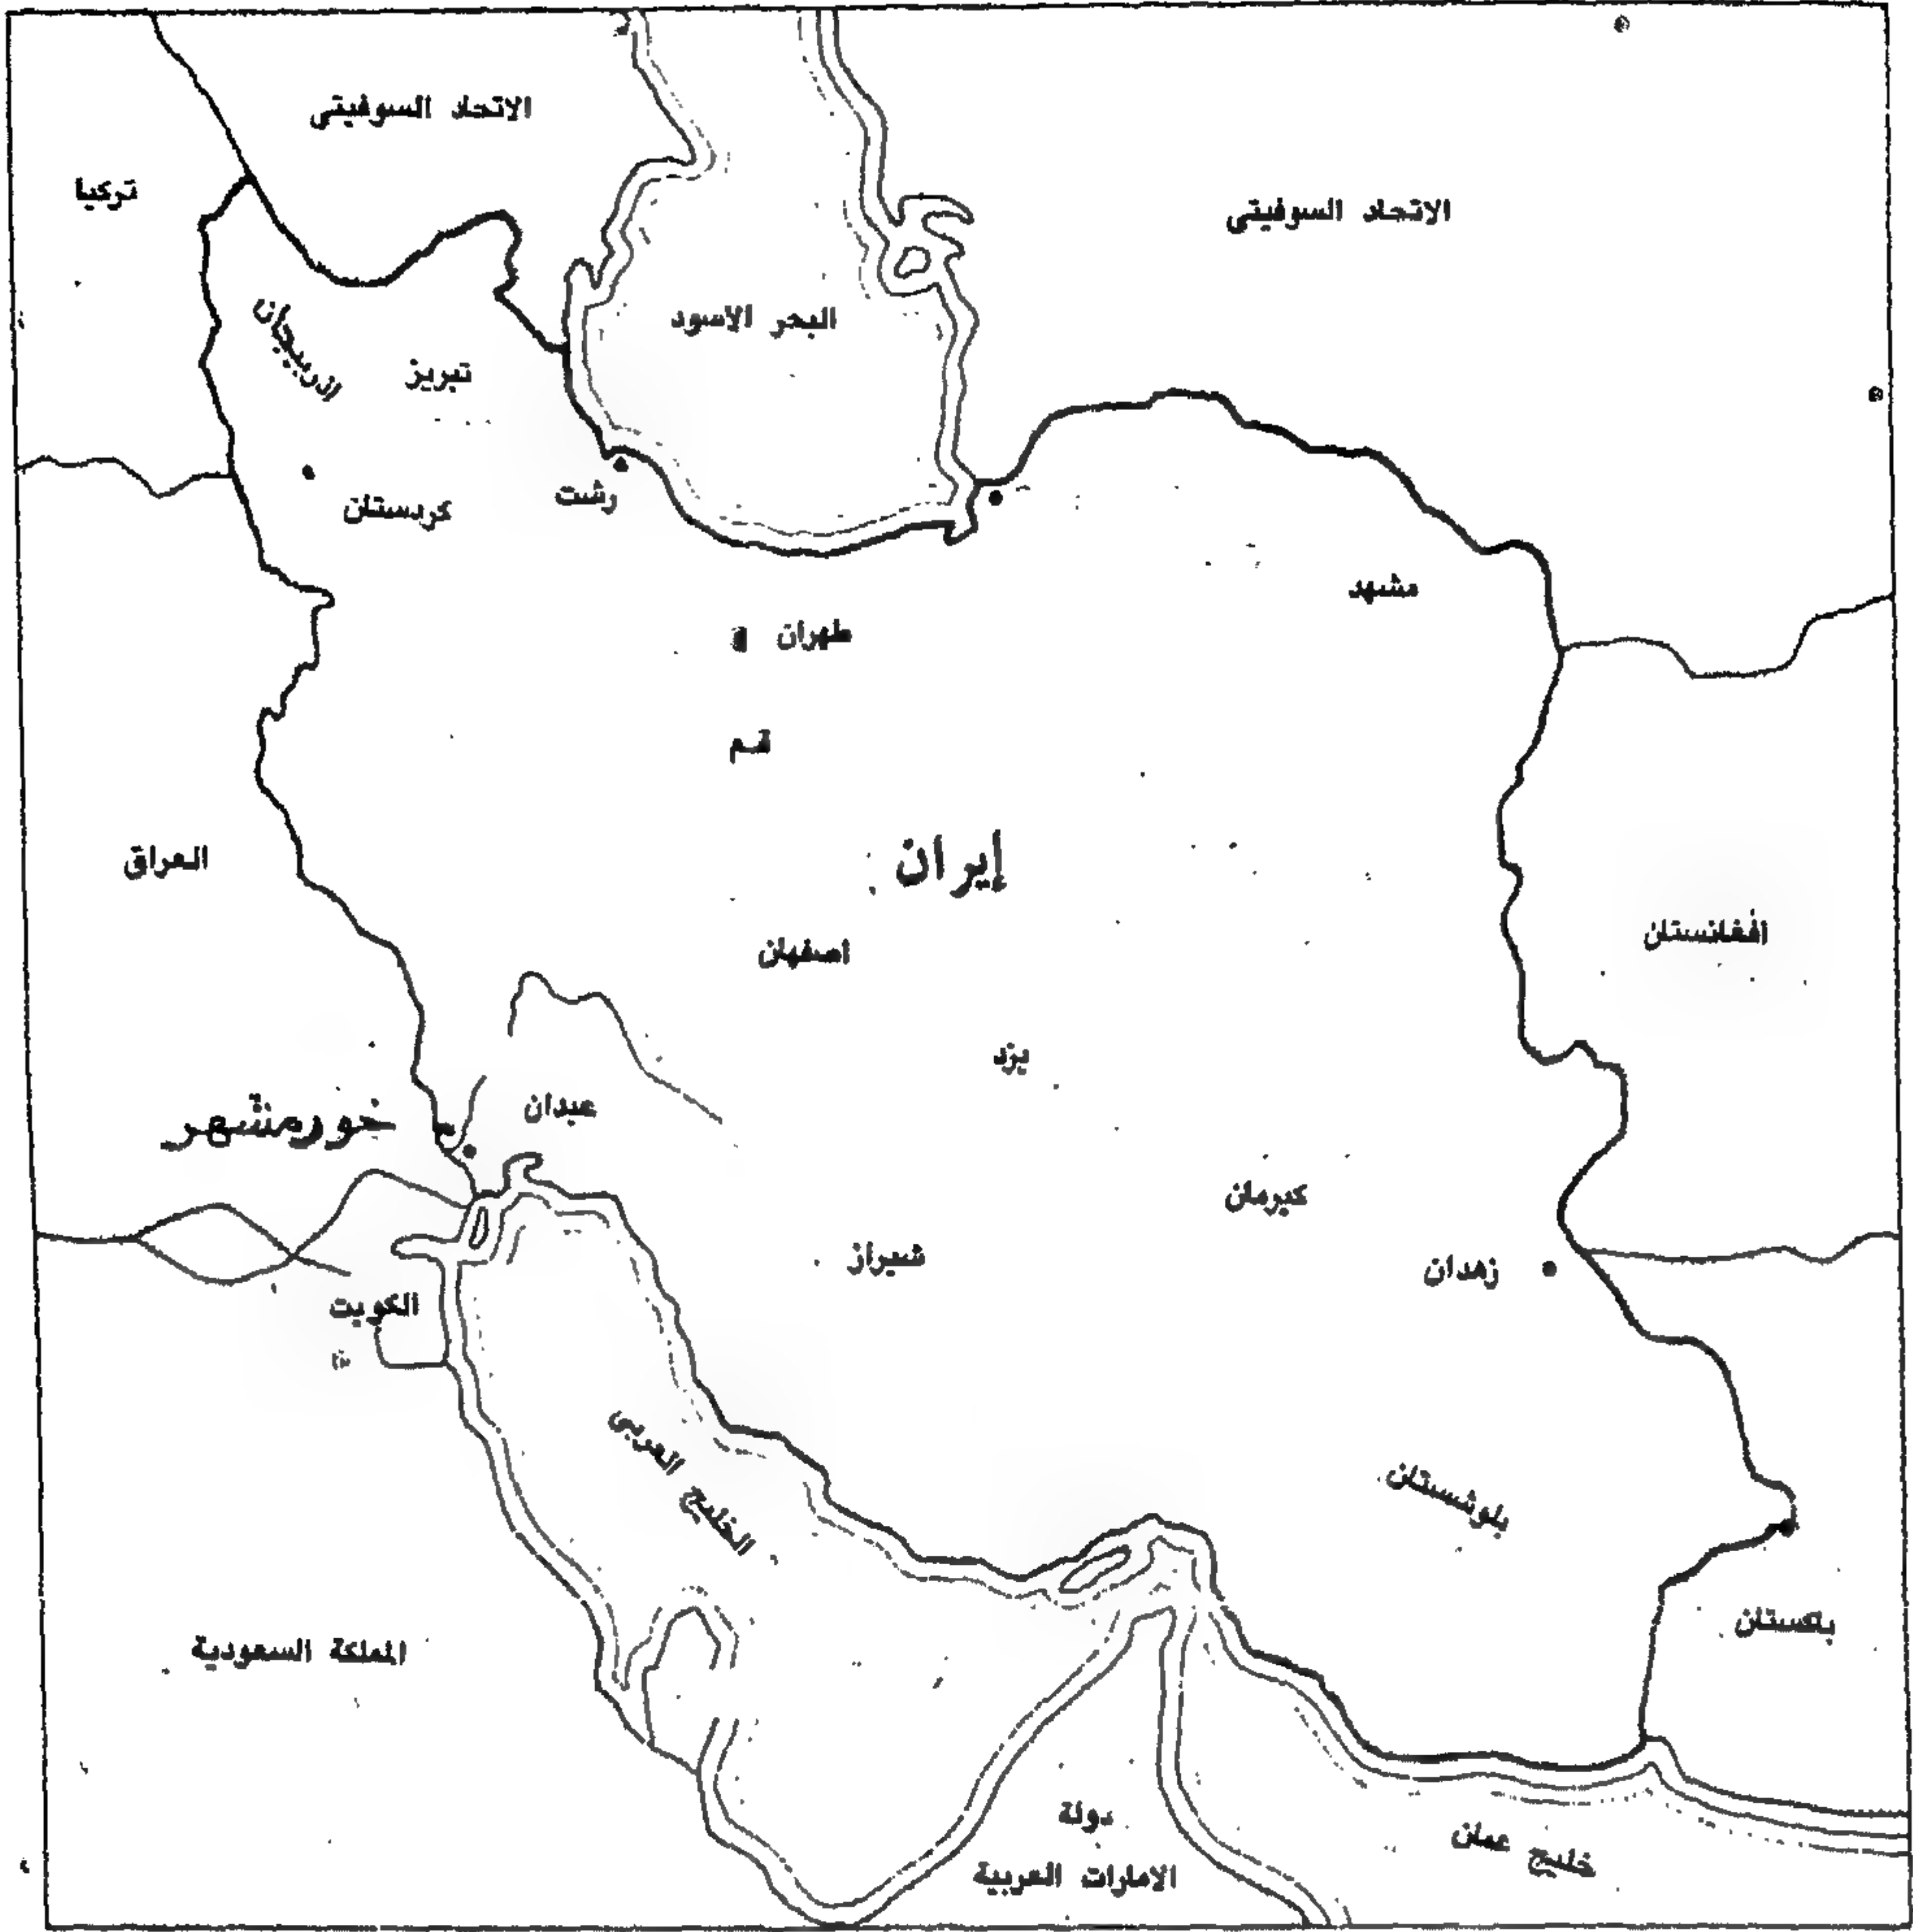 الاتحاد السوفيتى
تركيا
الاتحاد السوفيتى
البحر الاسود
اذربيجان
تبريز
كردستان
رشت
مشهد
طهران
قم
العراق
إيران
افغانستان
اصفهان
يزد
عبدان
خورمشهر
كيرمان
شيراز
زهدان
الكويت
الخليج العربى
بلوشستان
المملكة السعودية
باكستان
دولة
الامارات العربية
خليج عمان